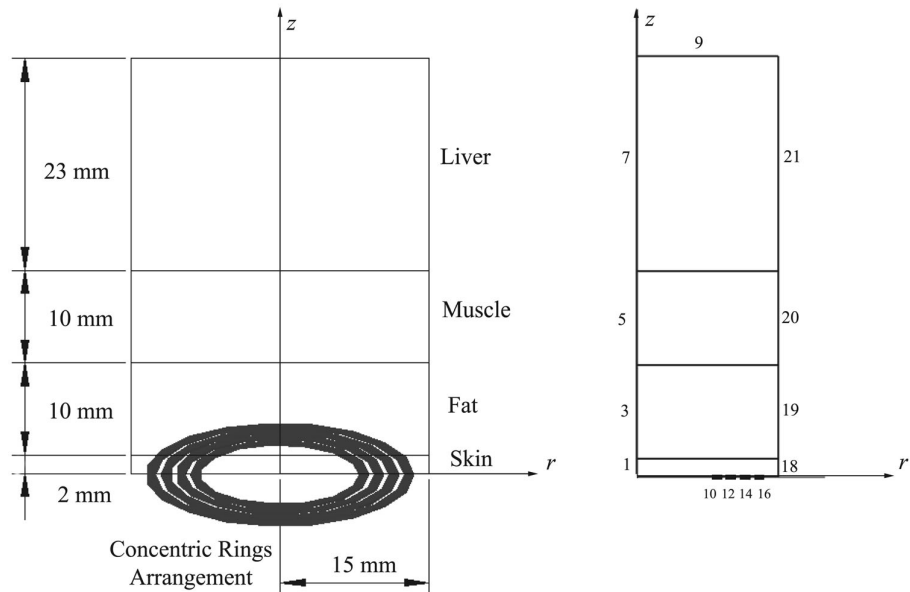 z
Liver
23 mm
Muscle
10 mm
Fat
10 mm
Skin
r
2 mm
Concentric Rings
Arrangement
15 mm
z
9
7
21
5
20
3
19
1
18
r
10 12 14 16